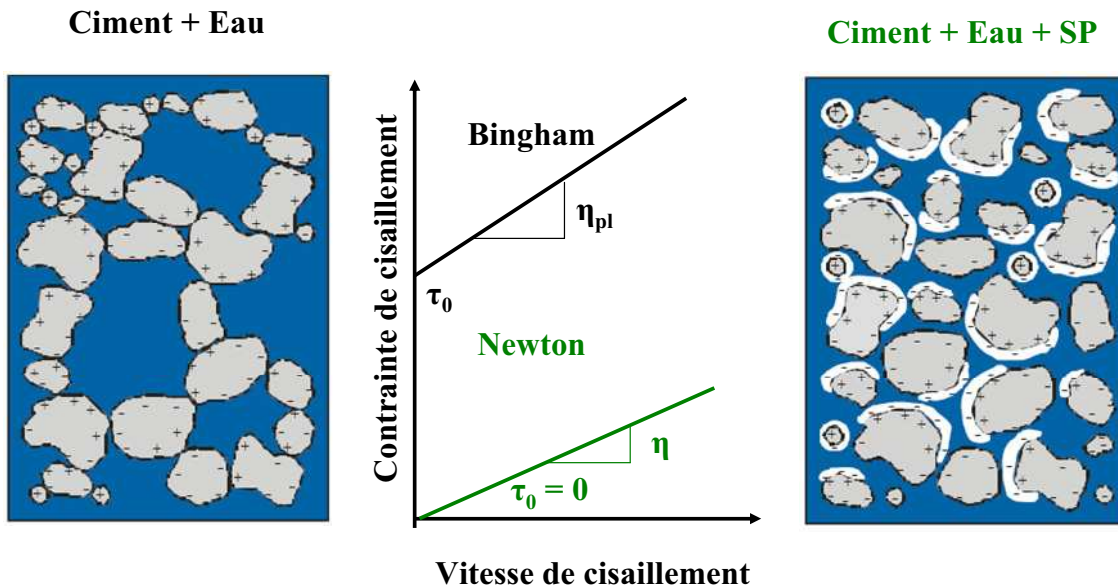 Ciment + Eau
Ciment + Eau + SP
Contrainte de cisaillement
Bingham
ηpl
τ0
Newton
η
τ0 = 0
Vitesse de cisaillement